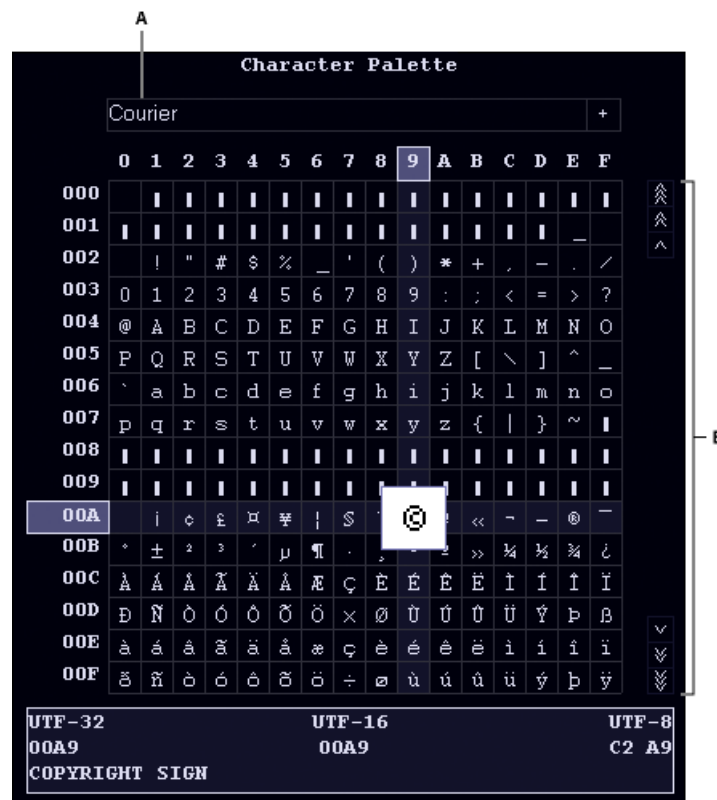 A
Character Palette
Courier +
0 1 2 3 4 5 6 7 8 9 A B C D E F
000
001 _
002 ! " # $ % _ ' ( ) * + , — . /
003 0 1 2 3 4 5 6 7 8 9 : ; < = > ?
004 @ A B C D E F G H I J K L M N O
005 P Q R S T U V W X Y Z [ \ ] ^ _
006 ` a b c d e f g h i j k l m n o
007 p q r s t u v w x y z { | } ~
008
009
00A ¡ ¢ £ ¤ ¥ ¦ § © « ¬ – ® ¯
00B ° ± ² ³ ´ µ ¶ · » ¼ ½ ¾ ¿
00C À Á Â Ã Ä Å Æ Ç È É Ê Ë Ì Í Î Ï
00D Ð Ñ Ò Ó Ô Õ Ö × Ø Ù Ú Û Ü Ý Þ ß
00E à á â ã ä å æ ç è é ê ë ì í î ï
00F ð ñ ò ó ô õ ö ÷ ø ù ú û ü ý þ ÿ
UTF-32 UTF-16 UTF-8
00A9 00A9 C2 A9
COPYRIGHT SIGN